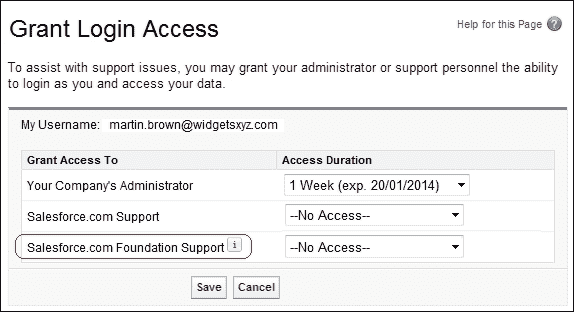 Grant Login Access
Help for this Page ?
To assist with support issues, you may grant your administrator or support personnel the ability
to login as you and access your data.
My Username: martin.brown@widgetsxyz.com
Grant Access To Access Duration
Your Company's Administrator 1 Week (exp. 20/01/2014)
Salesforce.com Support --No Access--
Salesforce.com Foundation Support i --No Access--
Save Cancel